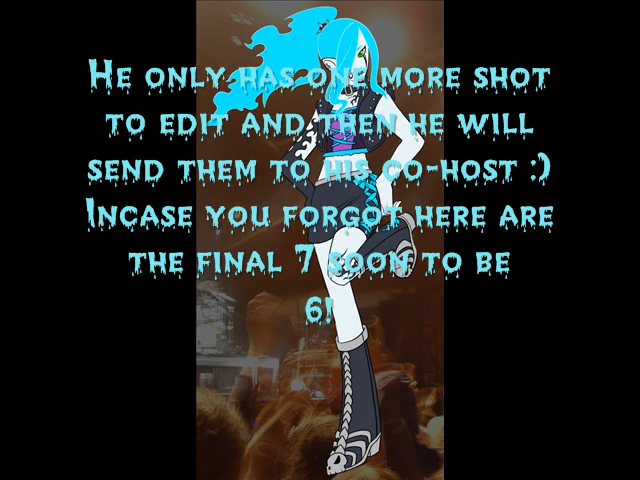 He only has one more shot
to edit and then he will
send them to his co-host :)
Incase you forgot here are
the final 7 soon to be
6!